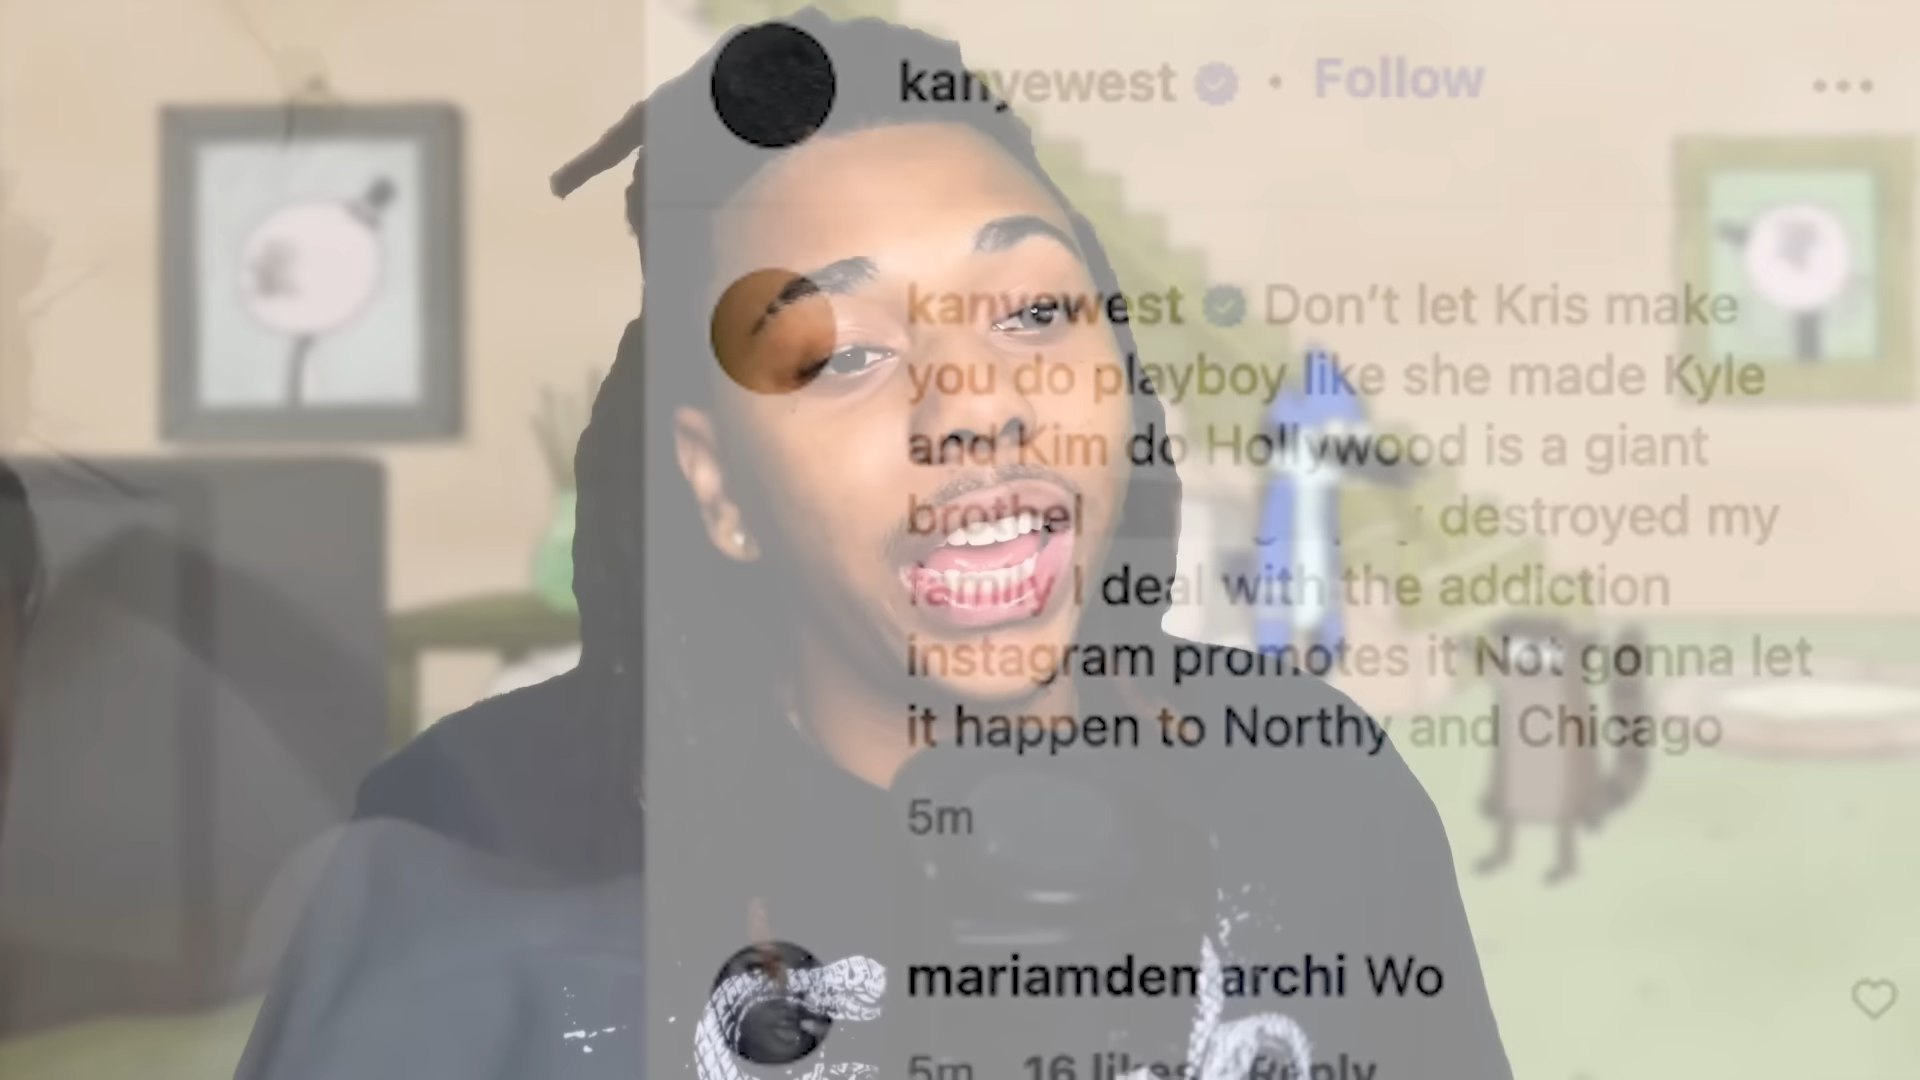 kanyewest • Follow
kanyewest Don't let Kris make
you do playboy like she made Kyle
and Kim do Hollywood is a giant
brothel destroyed my
family I deal with the addiction
instagram promotes it Not gonna let
it happen to Northy and Chicago
5m
mariamdemarchi Wo
5m 16 likes Reply